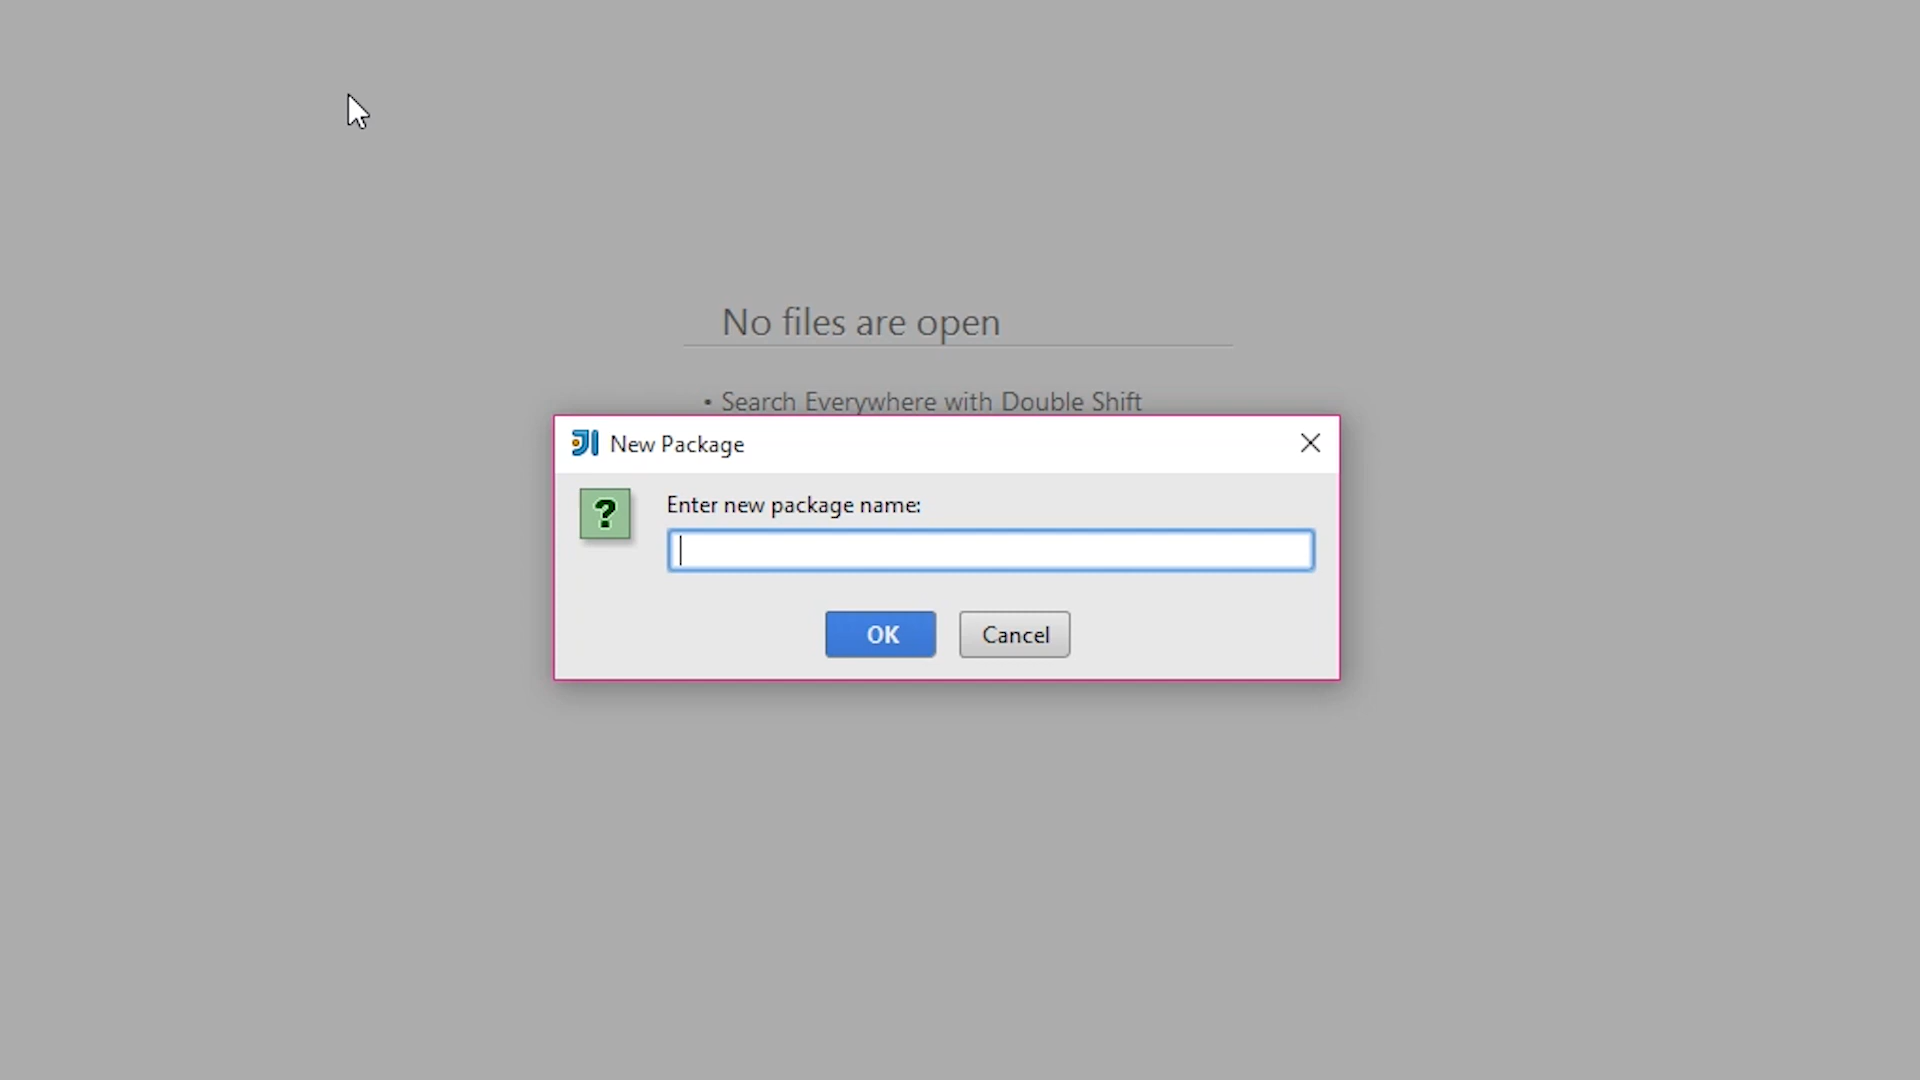 No files are open
• Search Everywhere with Double Shift
New Package
?
Enter new package name:
OK
Cancel